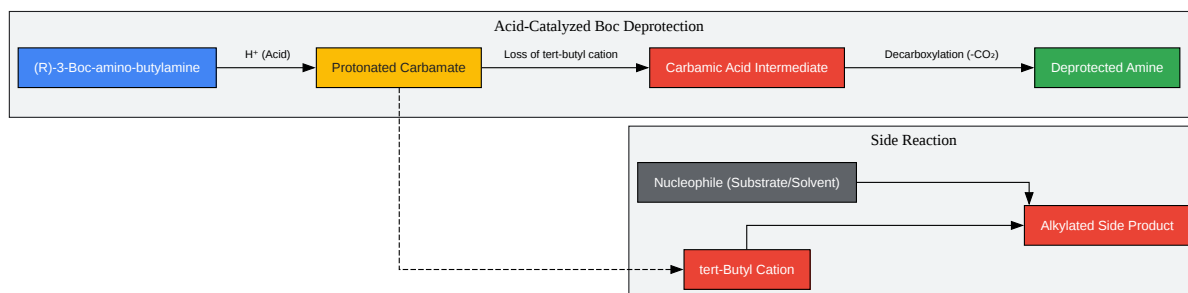 Acid-Catalyzed Boc Deprotection
(R)-3-Boc-amino-butylamine
H⁺ (Acid)
Protonated Carbamate
Loss of tert-butyl cation
Carbamic Acid Intermediate
Decarboxylation (-CO₂)
Deprotected Amine
Side Reaction
Nucleophile (Substrate/Solvent)
Alkylated Side Product
tert-Butyl Cation